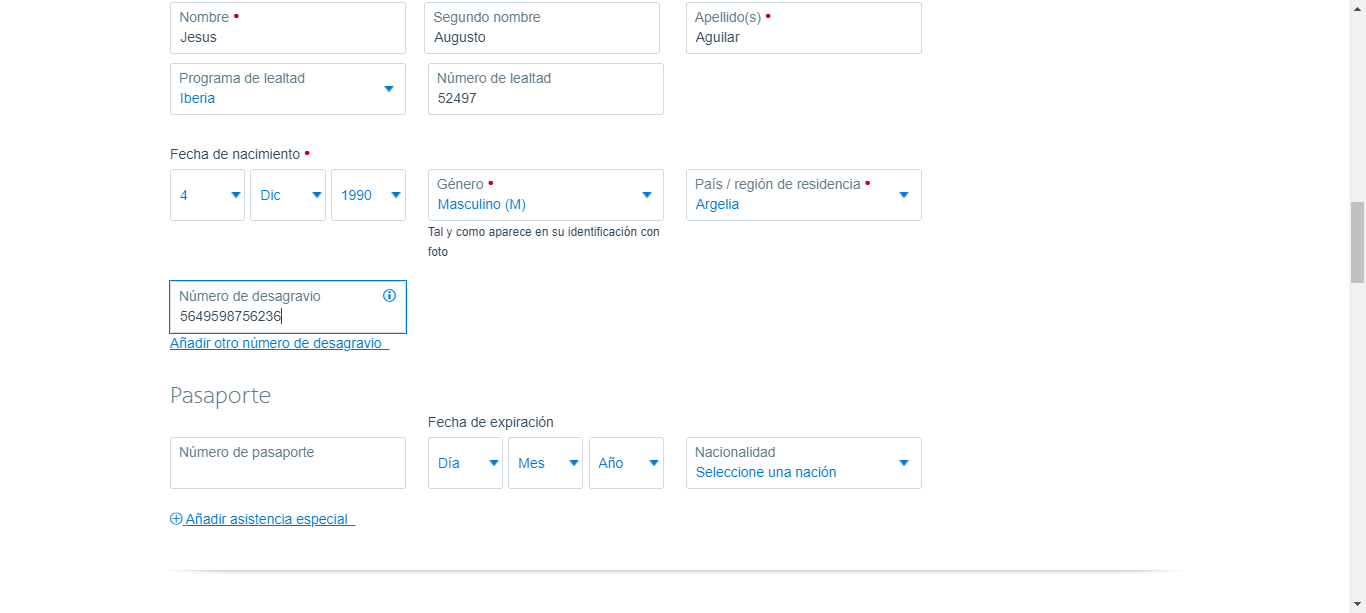 Nombre •
Jesus
Segundo nombre
Augusto
Apellido(s) •
Aguilar
Programa de lealtad
Iberia
Número de lealtad
52497
Fecha de nacimiento •
4
Dic
1990
Género •
Masculino (M)
Tal y como aparece en su identificación con
foto
País / región de residencia •
Argelia
Número de desagravio
5649598756236
Añadir otro número de desagravio
Pasaporte
Número de pasaporte
Fecha de expiración
Día
Mes
Año
Nacionalidad
Seleccione una nación
Añadir asistencia especial